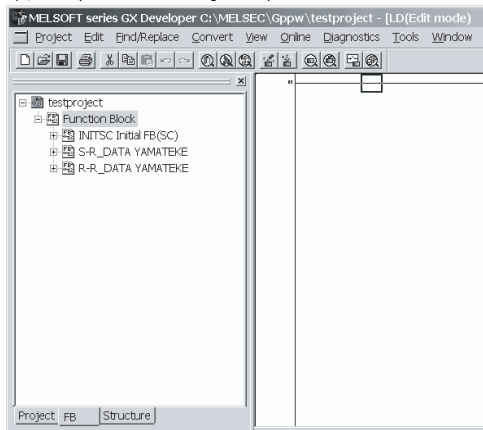 MELSOFT series GX Developer C:\MELSEC\Gppw\testproject - [LD(Edit mode)
Project Edit Find/Replace Convert View Online Diagnostics Tools Window
testproject
Function Block
INITSC Initial FB(SC)
S-R_DATA YAMATEKE
R-R_DATA YAMATEKE
Project FB Structure